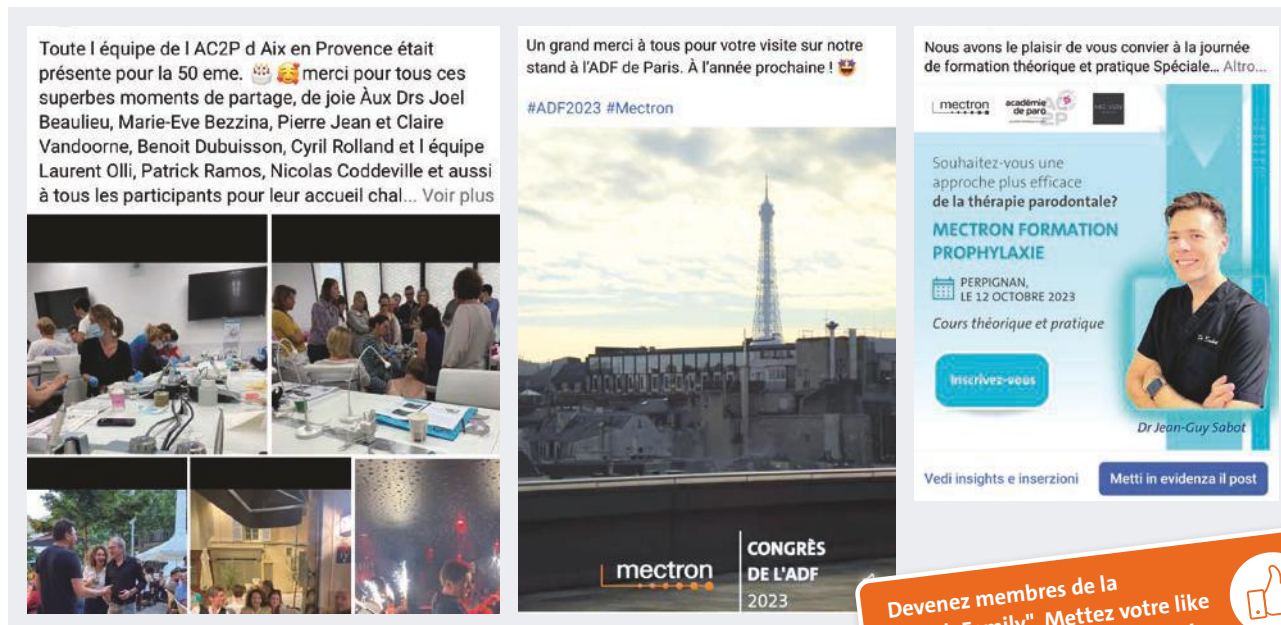 Toute l équipe de l AC2P d Aix en Provence était
présente pour la 50 eme. 🎂 🥰 merci pour tous ces
superbes moments de partage, de joie Àux Drs Joel
Beaulieu, Marie-Eve Bezzina, Pierre Jean et Claire
Vandoorne, Benoit Dubuisson, Cyril Rolland et l équipe
Laurent Olli, Patrick Ramos, Nicolas Coddeville et aussi
à tous les participants pour leur accueil chal... Voir plus
Un grand merci à tous pour votre visite sur notre
stand à l'ADF de Paris. À l'année prochaine ! 🤩
#ADF2023 #Mectron
mectron
CONGRÈS
DE L'ADF
2023
Nous avons le plaisir de vous convier à la journée
de formation théorique et pratique Spéciale... Altro...
mectron
académie
de paro
AC2P
Souhaitez-vous une
approche plus efficace
de la thérapie parodontale?
MECTRON FORMATION
PROPHYLAXIE
PERPIGNAN,
LE 12 OCTOBRE 2023
Cours théorique et pratique
Inscrivez-vous
Dr Jean-Guy Sabot
Vedi insights e inserzioni
Metti in evidenza il post
Devenez membres de la
Family". Mettez votre like